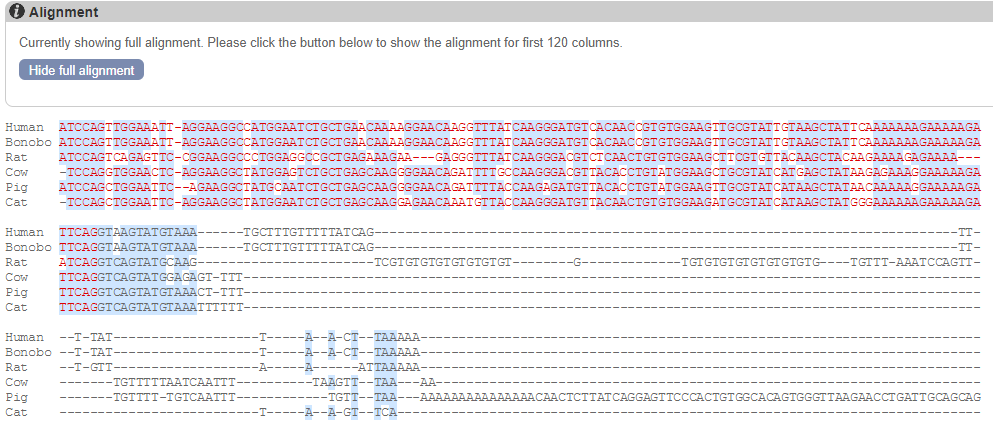 Alignment
Currently showing full alignment. Please click the button below to show the alignment for first 120 columns.
Hide full alignment
Human ATCCAGTTGGAAATT-AGGAAGGCCATGGAATCTGCTGAACAAAAGGAACAAGGTTTATCAAGGGATGTCACAACCGTGTGGAAGTTGCGTATTGTAAGCTATTCAAAAAAAGAAAAAGA
Bonobo ATCCAGTTGGAAATT-AGGAAGGCCATGGAATCTGCTGAACAAAAGGAACAAGGTTTATCAAGGGATGTCACAACCGTGTGGAAGTTGCGTATTGTAAGCTATTCAAAAAAAGAAAAAGA
Rat ATCCAGTCAGAGTTC-CGGAAGGCCCTGGAGGCCGCTGAGAAAGAA---GAGGGTTTATCAAGGGACGTCTCAACTGTGTGGAAGCTTCGTGTTACAAGCTACAAGAAAAGAGAAAA---
Cow -TCCAGGTGGAACTC-AGGAAGGCTATGGAGTCTGCTGAGCAAGGGGAACAGATTTTGCCAAGGGACGTTACACCTGTATGGAAGCTGCGTATCATGAGCTATAAGAGAAAGGAAAAAGA
Pig ATCCAGCTGGAATTC--AGAAGGCTATGCAATCTGCTGAGCAAGGGGAACAGATTTTACCAAGAGATGTTACACCTGTATGGAAGTTGCGTATCATAAGCTATAACAAAAAGGAAAAAGA
Cat -TCCAGCTGGAATTC-AGGAAGGCTATGGAATCTGCTGAGCAAGGAGAACAAATGTTACCAAGGGATGTTACAACTGTGTGGAAGATGCGTATCATAAGCTATGGGAAAAAAGAAAAAGA
Human TTCAGGTAAGTATGTAAA------TGCTTTGTTTTTATCAG----------------------------------------------------------------------------TT-
Bonobo TTCAGGTAAGTATGTAAA------TGCTTTGTTTTTATCAG----------------------------------------------------------------------------TT-
Rat ATCAGGTCAGTATGCAAG-----------------------TCGTGTGTGTGTGTGTGT--------G-------------TGTGTGTGTGTGTGTGTG----TGTTT-AAATCCAGTT-
Cow TTCAGGTCAGTATGGAGAGT-TTT------------------------------------------------------------------------------------------------
Pig TTCAGGTCAGTATGTAAACT-TTT------------------------------------------------------------------------------------------------
Cat TTCAGGTCAGTATGTAAATTTTTT------------------------------------------------------------------------------------------------
Human --T-TAT-------------------T-----A--A-CT--TAAAAA-------------------------------------------------------------------------
Bonobo --T-TAT-------------------T-----A--A-CT--TAAAAA-------------------------------------------------------------------------
Rat --T-GTT-------------------A-----A------ATTAAAAA-------------------------------------------------------------------------
Cow -------TGTTTTTAATCAATTT----------TAAGTT--TAA---AA-----------------------------------------------------------------------
Pig -------TGTTTT-TGTCAATTT------------TGTT--TAA---AAAAAAAAAAAAAAACAACTCTTATCAGGAGTTCCCACTGTGGCACAGTGGGTTAAGAACCTGATTGCAGCAG
Cat --------------------------T-----A--A-GT--TCA----------------------------------------------------------------------------